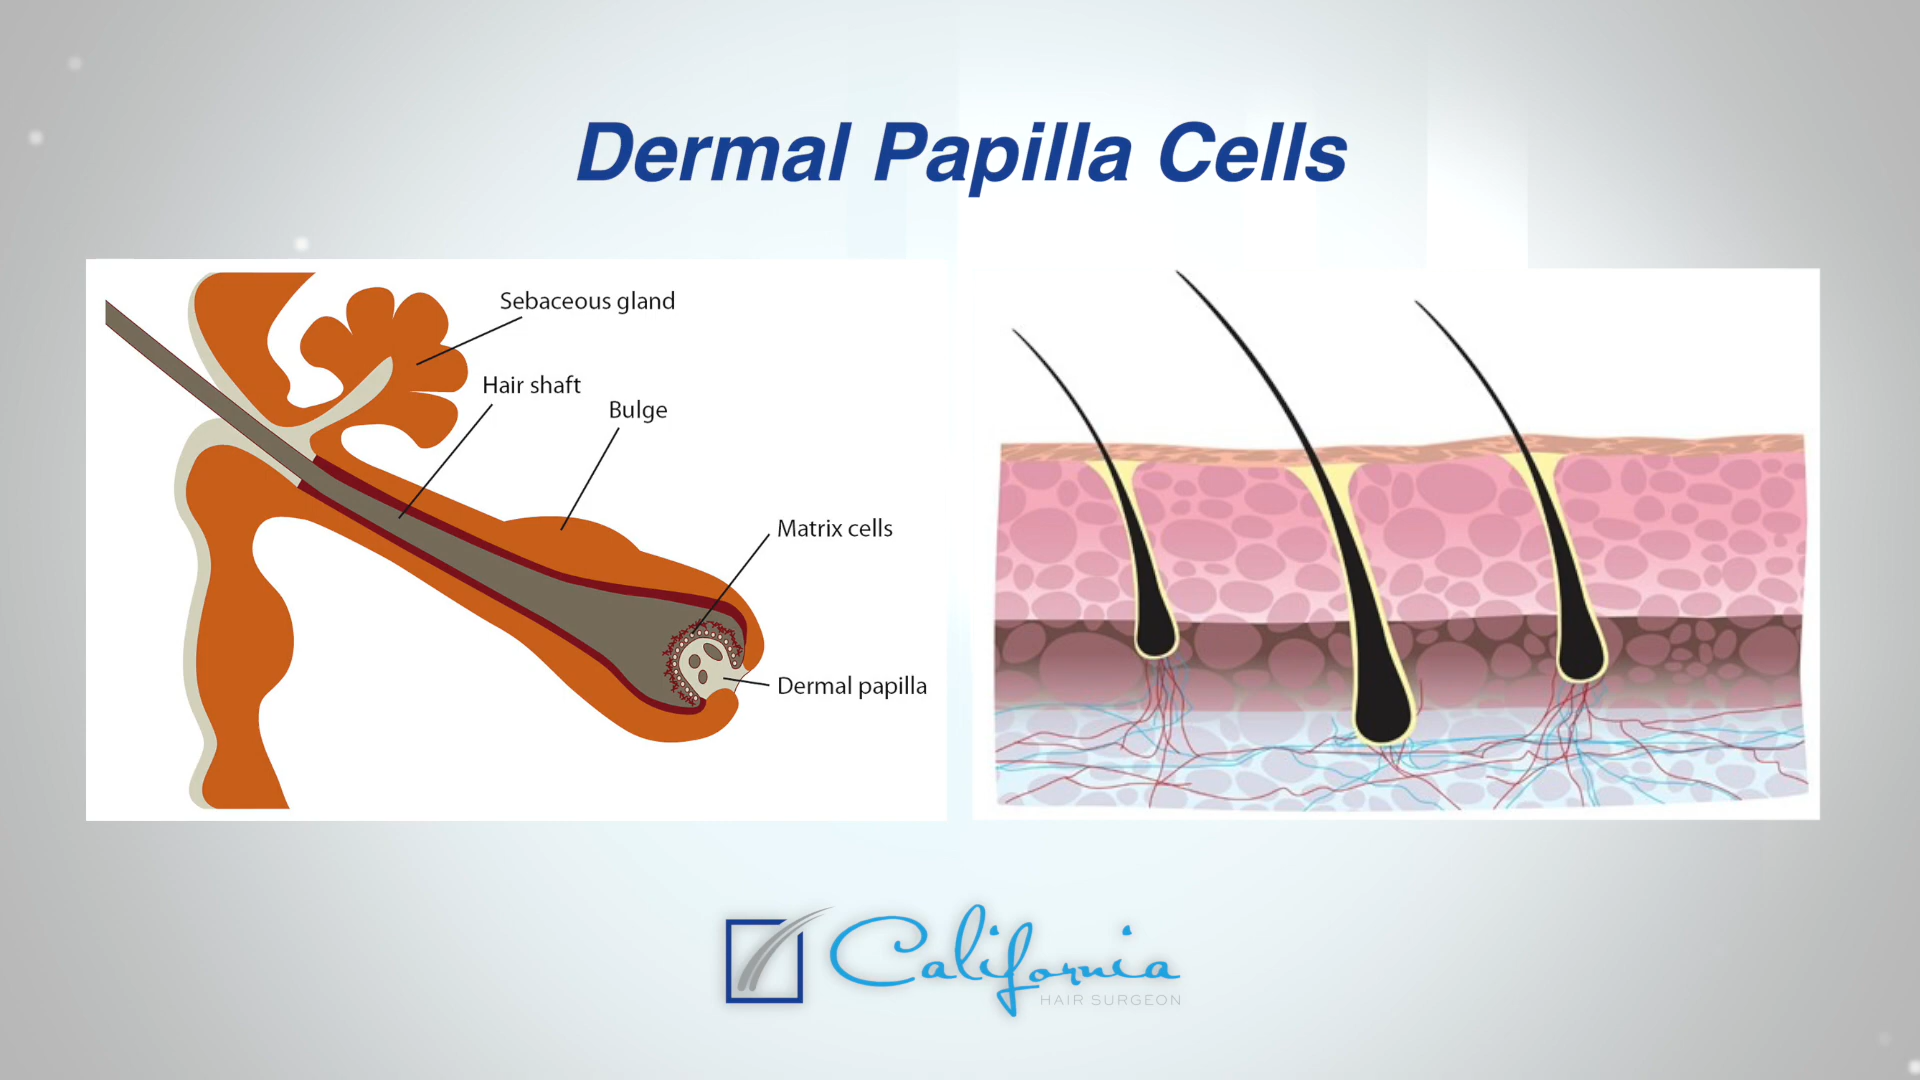 Dermal Papilla Cells
Sebaceous gland
Hair shaft
Bulge
Matrix cells
Dermal papilla
California
HAIR SURGEON